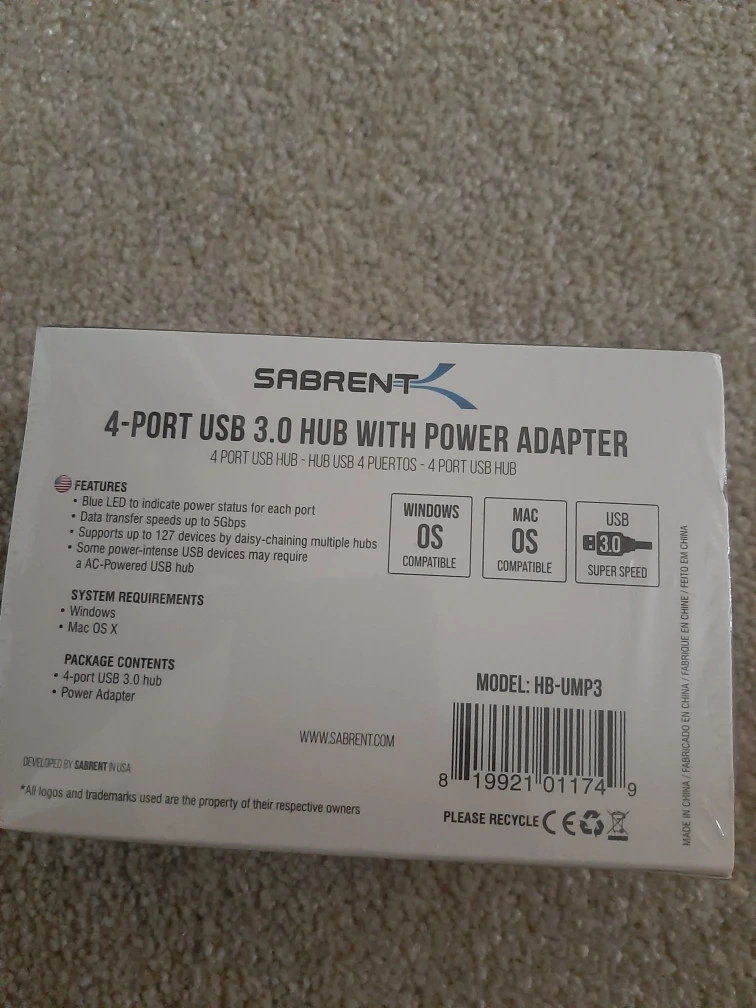 SABRENT
4-PORT USB 3.0 HUB WITH POWER ADAPTER
4 PORT USB HUB - HUB USB 4 PUERTOS - 4 PORT USB HUB
FEATURES
• Blue LED to indicate power status for each port
• Data transfer speeds up to 5Gbps
• Supports up to 127 devices by daisy-chaining multiple hubs
• Some power-intense USB devices may require
a AC-Powered USB hub
WINDOWS
OS
COMPATIBLE
MAC
OS
COMPATIBLE
USB
3.0
SUPER SPEED
SYSTEM REQUIREMENTS
• Windows
• Mac OS X
PACKAGE CONTENTS
• 4-port USB 3.0 hub
• Power Adapter
MODEL: HB-UMP3
WWW.SABRENT.COM
8 19921 01174 9
DEVELOPED BY SABRENT IN USA
*All logos and trademarks used are the property of their respective owners
PLEASE RECYCLE CE
MADE IN CHINA / FABRICADO EN CHINA / FABRIQUE EN CHINE / FEITO EM CHINA